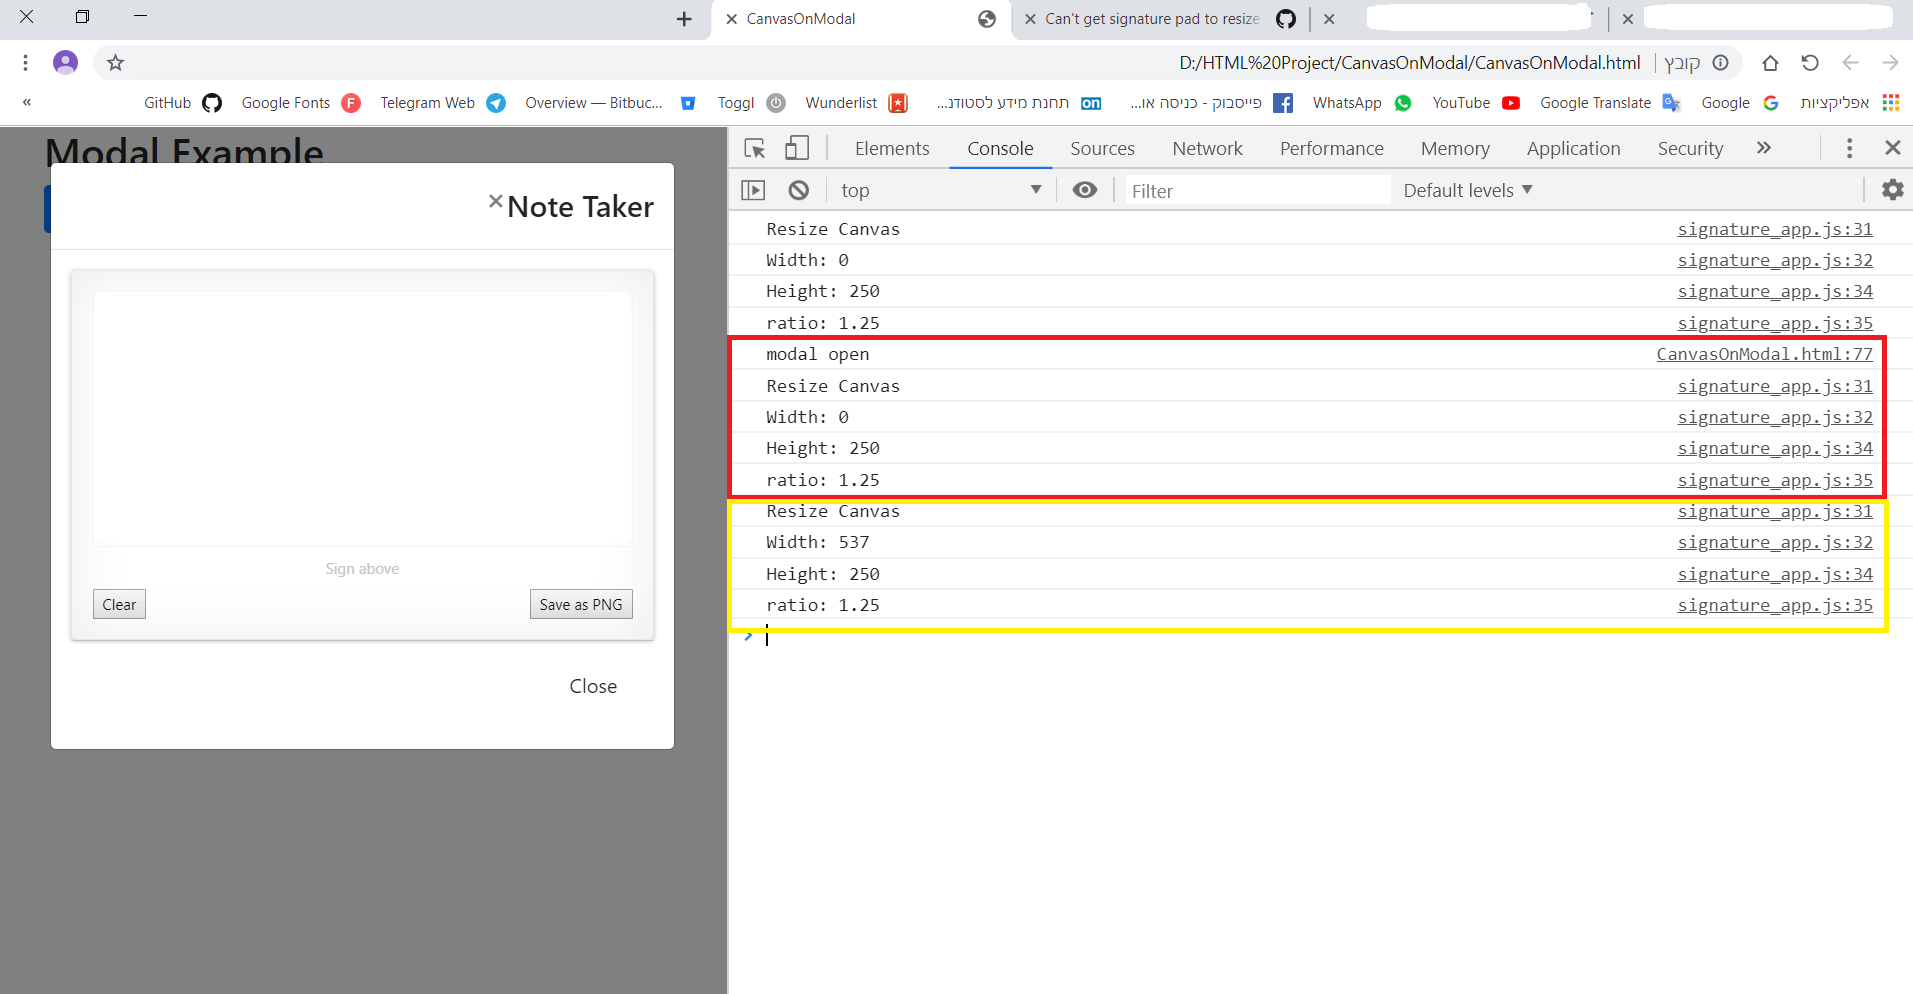 CanvasOnModal
Can't get signature pad to resize
D:/HTML%20Project/CanvasOnModal/CanvasOnModal.html
קובץ
«
GitHub
Google Fonts
Telegram Web
Overview — Bitbuc...
Toggl
Wunderlist
תחנת מידע לסטודנ...
on
פייסבוק - כניסה או...
WhatsApp
YouTube
Google Translate
Google
אפליקציות
Modal Example
×Note Taker
Sign above
Clear
Save as PNG
Close
Elements Console Sources Network Performance Memory Application Security »
top
Filter
Default levels ▼
Resize Canvas signature_app.js:31
Width: 0 signature_app.js:32
Height: 250 signature_app.js:34
ratio: 1.25 signature_app.js:35
modal open CanvasOnModal.html:77
Resize Canvas signature_app.js:31
Width: 0 signature_app.js:32
Height: 250 signature_app.js:34
ratio: 1.25 signature_app.js:35
Resize Canvas signature_app.js:31
Width: 537 signature_app.js:32
Height: 250 signature_app.js:34
ratio: 1.25 signature_app.js:35